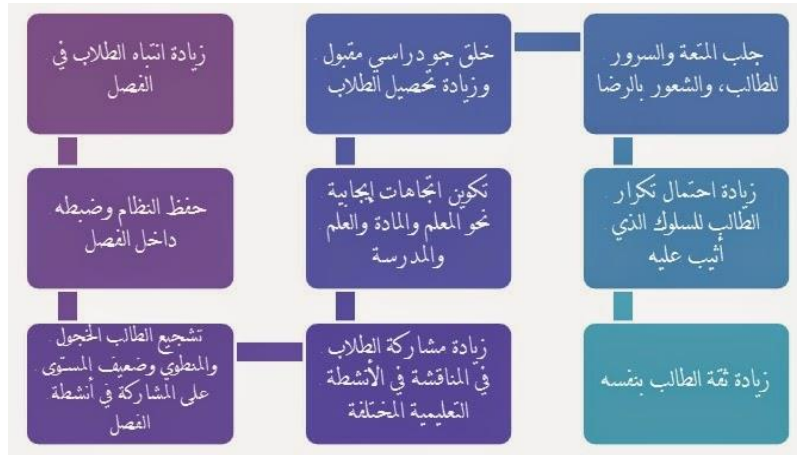 زيادة انتباه الطلاب في
الفصل
حفظ النظام وضبطه
داخل الفصل
تشجيع الطالب الخجول
والمنطوي وضعيف المستوى
على المشاركة في أنشطة
الفصل
زيادة مشاركة الطلاب
في المناقشة في الأنشطة
التعليمية المختلفة
تكوين اتجاهات إيجابية
نحو المعلم والمادة والعلم
والمدرسة
خلق جو دراسي مقبول
وزيادة تحصيل الطلاب
جلب المتعة والسرور
للطالب، والشعور بالرضا
زيادة احتمال تكرار
الطالب للسلوك الذي
أثيب عليه
زيادة ثقة الطالب بنفسه